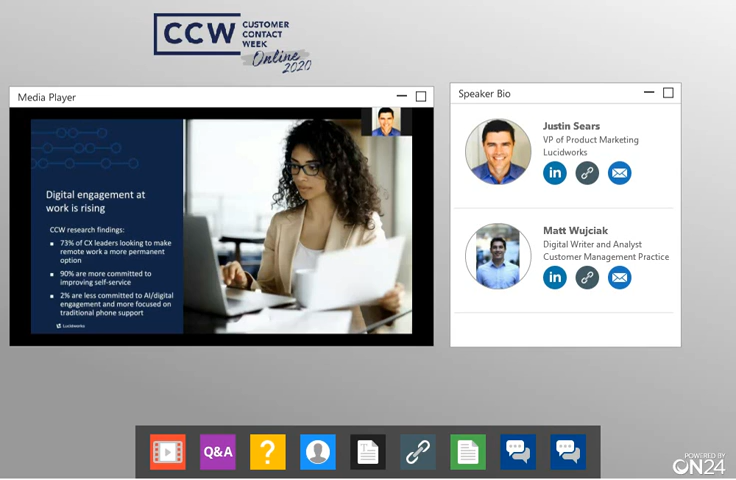 CCW
CUSTOMER
CONTACT
WEEK
Online
2020
Media Player
Digital engagement at
work is rising
CCW research findings:
▪ 73% of CX leaders looking to make
remote work a more permanent
option
▪ 90% are more committed to
improving self-service
▪ 2% are less committed to AI/digital
engagement and more focused on
traditional phone support
Lucidworks
Speaker Bio
Justin Sears
VP of Product Marketing
Lucidworks
in
Matt Wujciak
Digital Writer and Analyst
Customer Management Practice
in
Q&A
?
T
POWERED BY
ON24